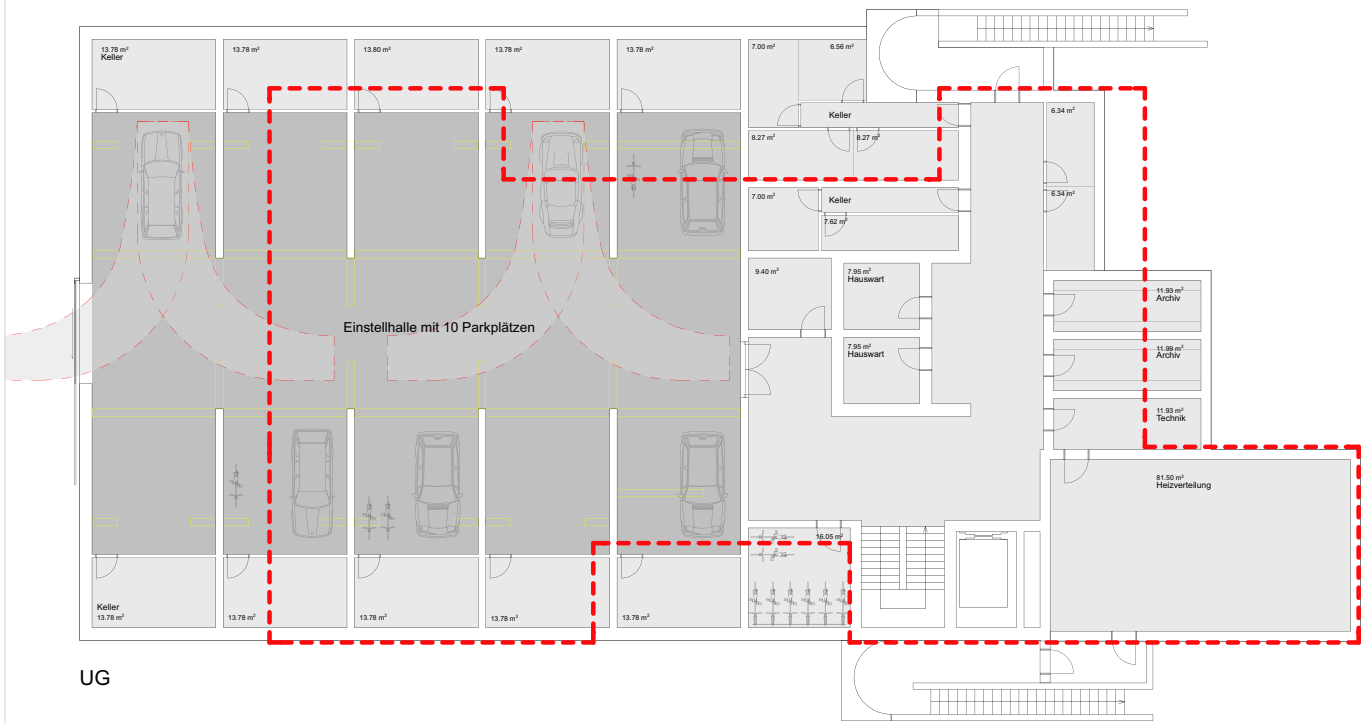 13.78 m²
Keller
13.78 m²
13.80 m²
13.78 m²
13.78 m²
7.00 m²
6.56 m²
Keller
6.34 m²
8.27 m²
8.27 m²
6.34 m²
7.00 m²
Keller
7.62 m²
9.40 m²
7.95 m²
Hauswart
11.93 m²
Archiv
Einstellhalle mit 10 Parkplätzen
7.95 m²
Hauswart
11.99 m²
Archiv
11.93 m²
Technik
81.50 m²
Heizverteilung
16.05 m²
Keller
13.78 m²
13.78 m²
13.78 m²
13.78 m²
13.78 m²
UG